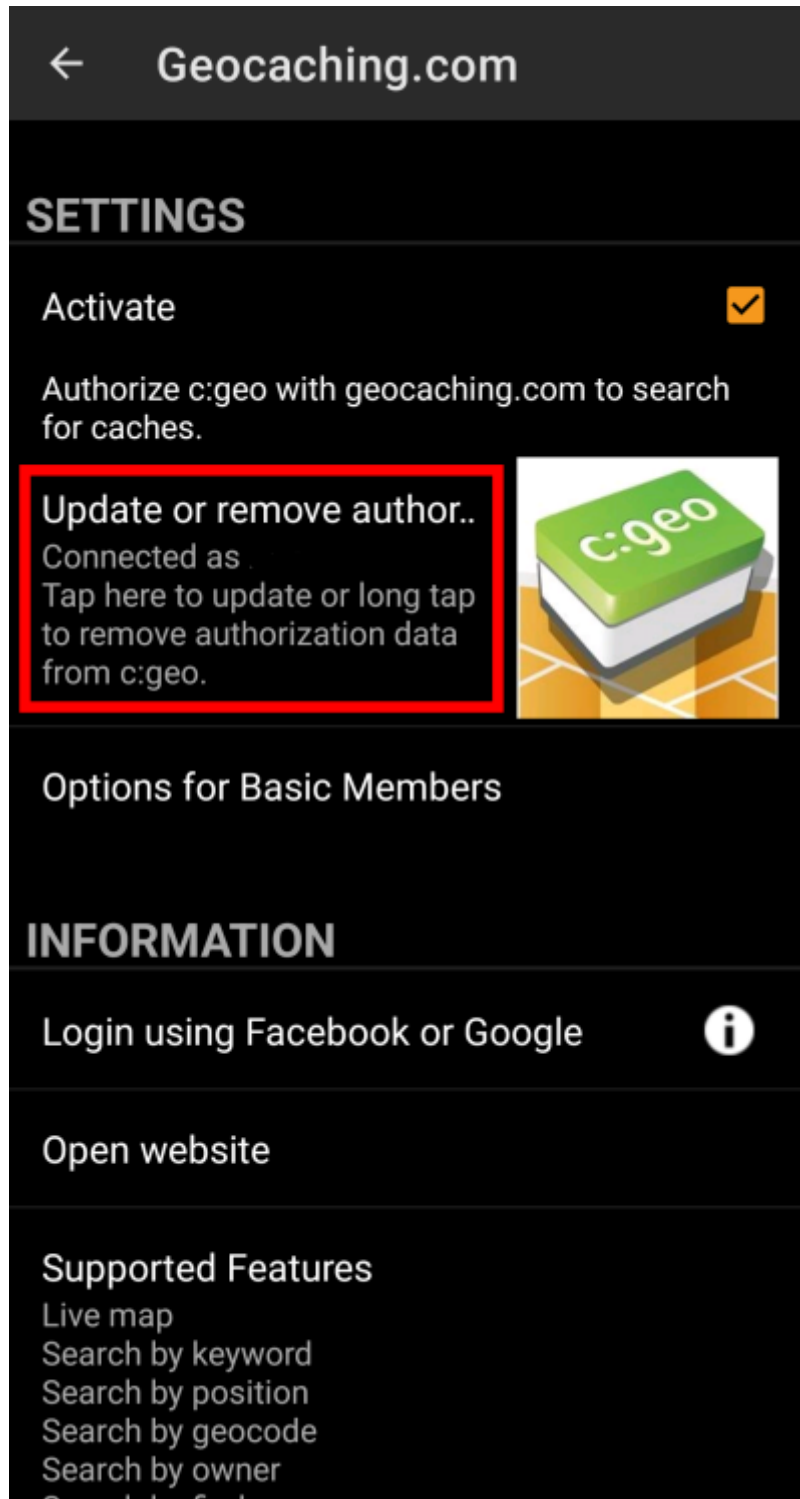 Geocaching.com
SETTINGS
Activate
Authorize c:geo with geocaching.com to search
for caches.
Update or remove author..
Connected as
Tap here to update or long tap
to remove authorization data
from c:geo.
c:geo
Options for Basic Members
INFORMATION
Login using Facebook or Google
Open website
Supported Features
Live map
Search by keyword
Search by position
Search by geocode
Search by owner